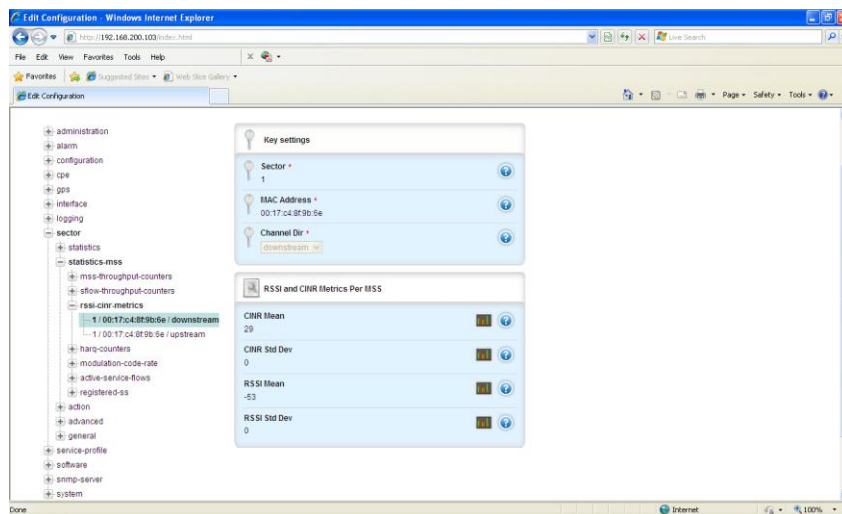 Edit Configuration - Windows Internet Explorer
http://192.168.200.103/index.html
Live Search
File Edit View Favorites Tools Help
Favorites Suggested Sites Web Slice Gallery
Edit Configuration
Page Safety Tools
administration
alarm
configuration
cpe
gps
interface
logging
sector
statistics
statistics-mss
mss-throughput-counters
sflow-throughput-counters
rssi-cinr-metrics
1 / 00:17:c4:8f:9b:6e / downstream
1 / 00:17:c4:8f:9b:6e / upstream
harq-counters
modulation-code-rate
active-service-flows
registered-ss
action
advanced
general
service-profile
software
snmp-server
system
Key settings
Sector *
1
MAC Address *
00:17:c4:8f:9b:6e
Channel Dir *
downstream
RSSI and CINR Metrics Per MSS
CINR Mean
29
CINR Std Dev
0
RSSI Mean
-53
RSSI Std Dev
0
Done
Internet
100%